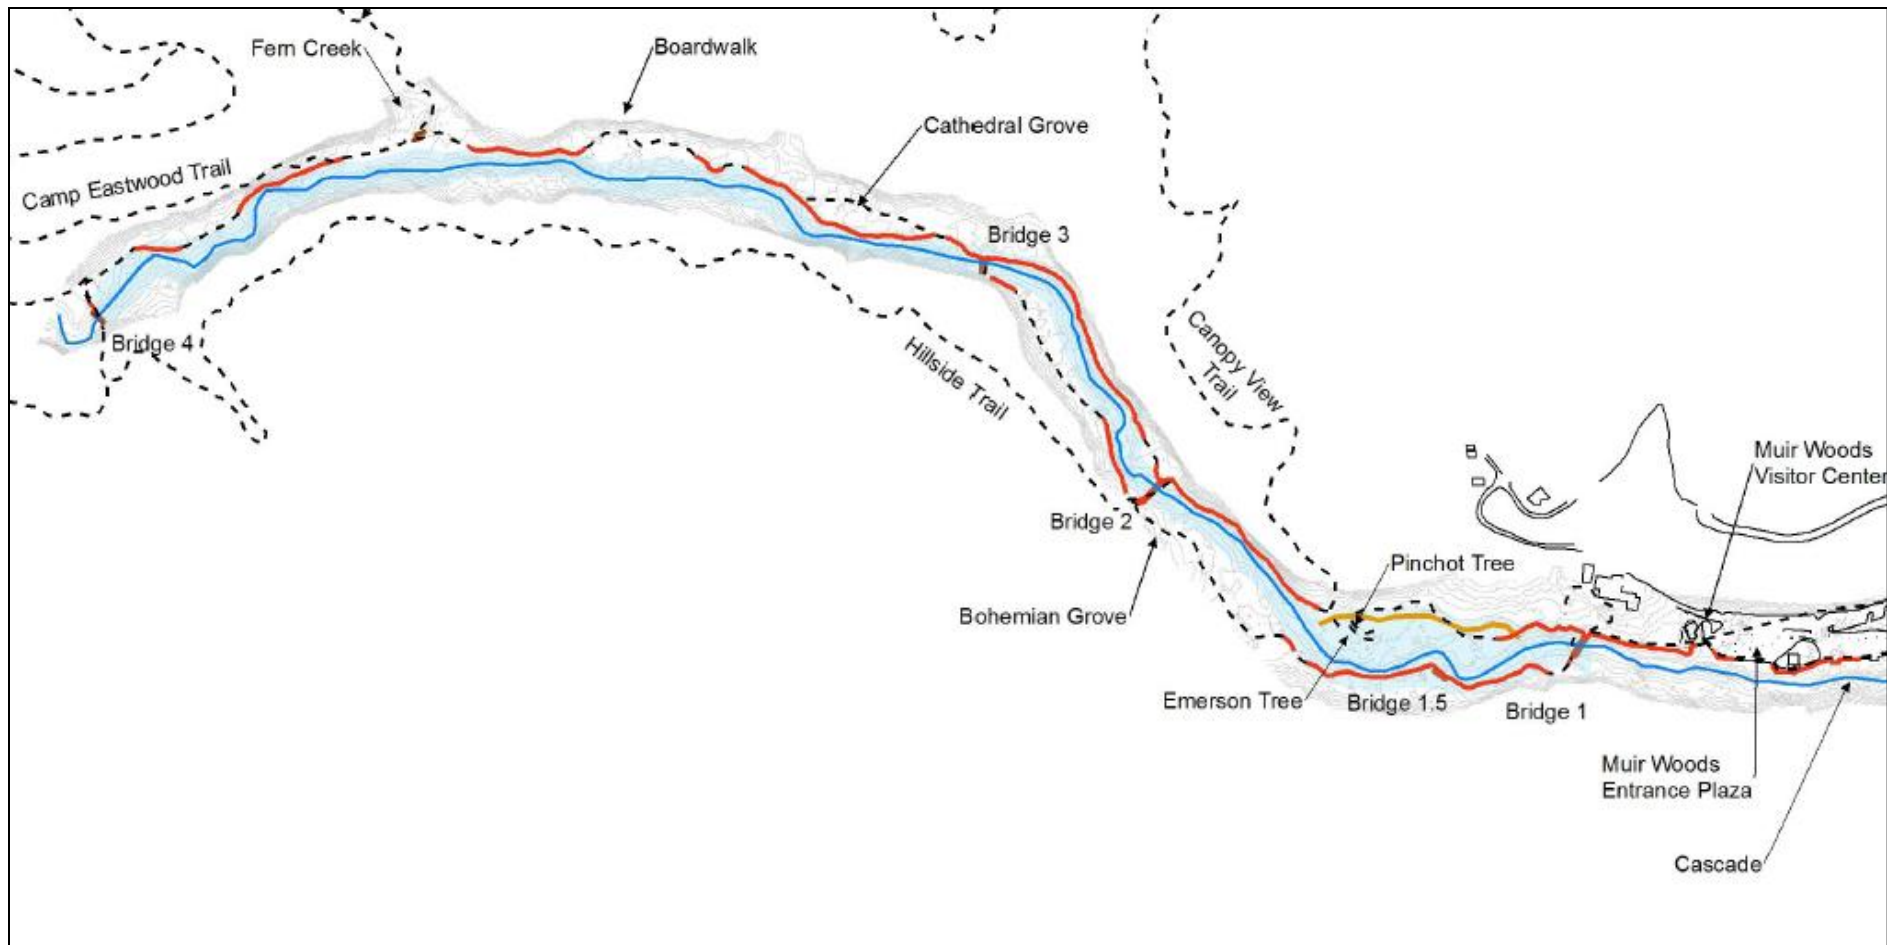 Fern Creek
Boardwalk
Cathedral Grove
Camp Eastwood Trail
Bridge 3
Bridge 4
Hillside Trail
Canopy View
Trail
Muir Woods
Visitor Center
Bridge 2
Pinchot Tree
Bohemian Grove
Emerson Tree
Bridge 1.5
Bridge 1
Muir Woods
Entrance Plaza
Cascade